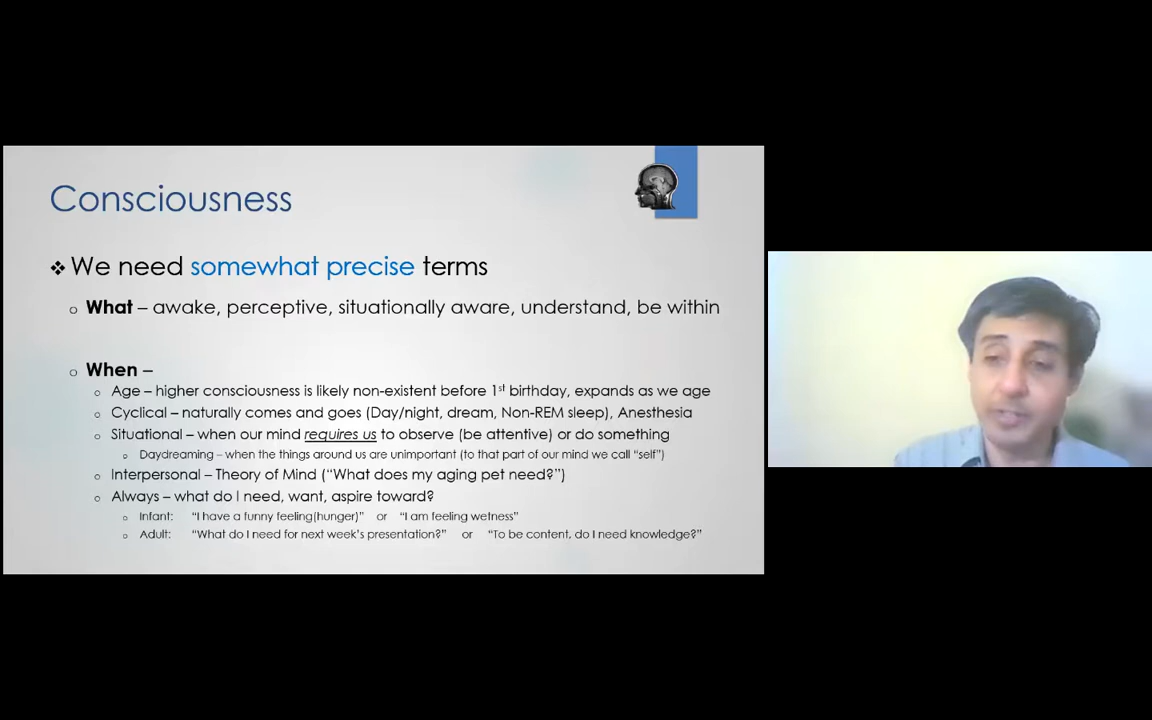 Consciousness
❖ We need somewhat precise terms
o What – awake, perceptive, situationally aware, understand, be within
o When –
o Age – higher consciousness is likely non-existent before 1st birthday, expands as we age
o Cyclical – naturally comes and goes (Day/night, dream, Non-REM sleep), Anesthesia
o Situational – when our mind requires us to observe (be attentive) or do something
o Daydreaming – when the things around us are unimportant (to that part of our mind we call “self”)
o Interpersonal – Theory of Mind (“What does my aging pet need?”)
o Always – what do I need, want, aspire toward?
o Infant: “I have a funny feeling(hunger)” or “I am feeling wetness”
o Adult: “What do I need for next week’s presentation?” or “To be content, do I need knowledge?”